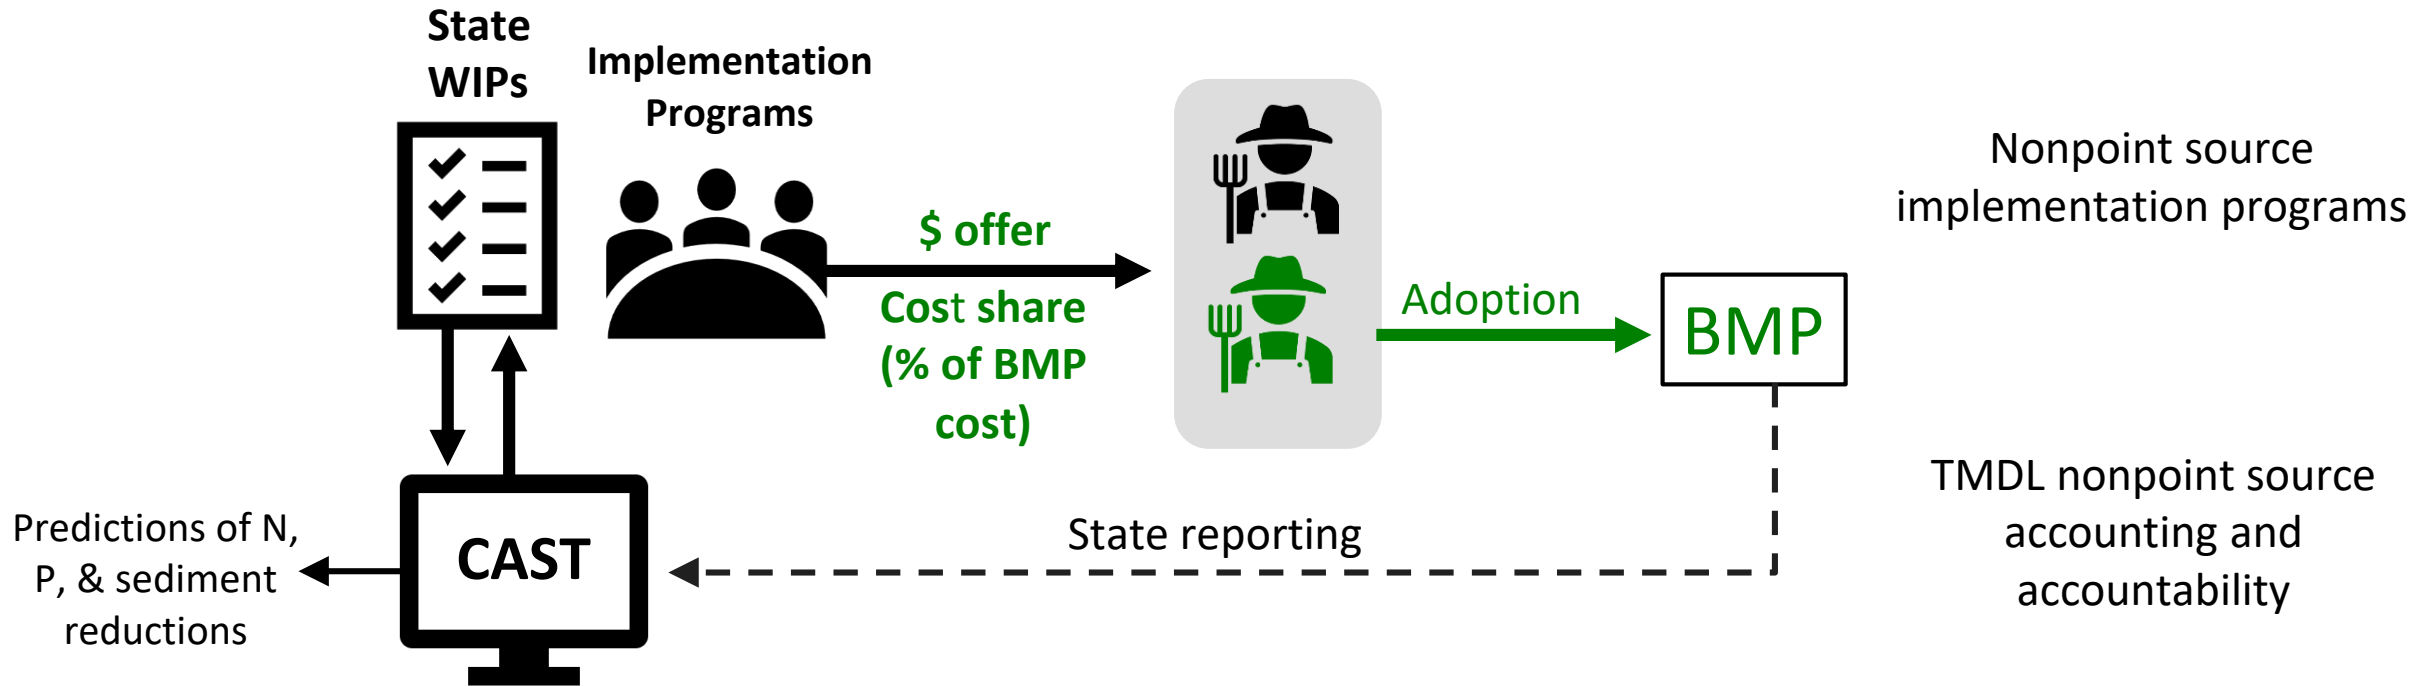 State
WIPs
Implementation
Programs
$ offer
Cost share
(% of BMP
cost)
Adoption
BMP
Nonpoint source
implementation programs
Predictions of N,
P, & sediment
reductions
CAST
State reporting
TMDL nonpoint source
accounting and
accountability